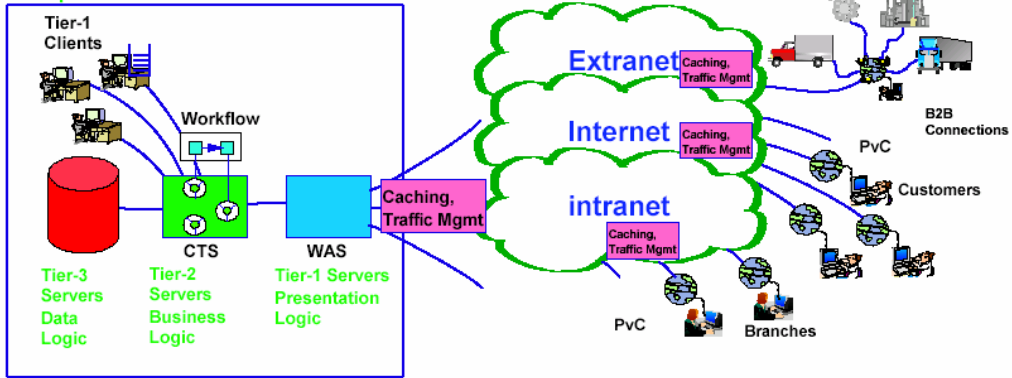 Tier-1
Clients
Workflow
CTS
WAS
Tier-3
Servers
Data
Logic
Tier-2
Servers
Business
Logic
Tier-1 Servers
Presentation
Logic
Caching,
Traffic Mgmt
Extranet
Caching,
Traffic Mgmt
Internet
Caching,
Traffic Mgmt
intranet
Caching,
Traffic Mgmt
B2B
Connections
PvC
Customers
PvC
Branches